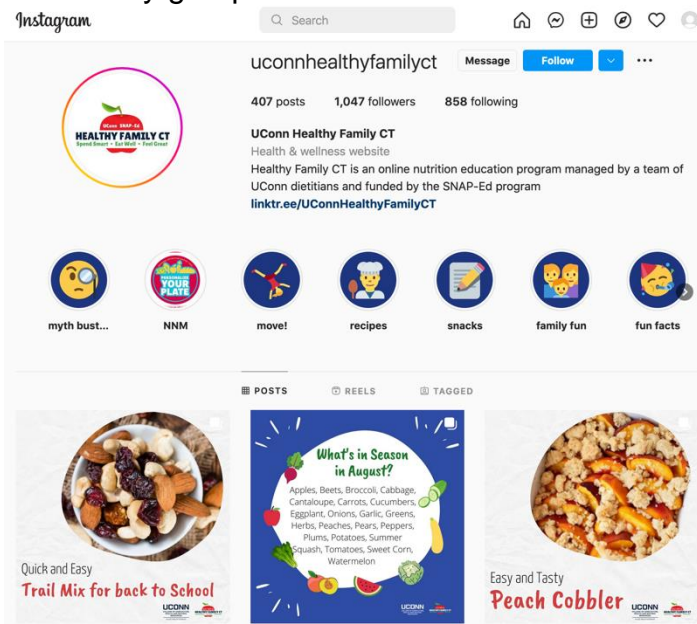 Instagram
Search
uconnhealthyfamilyct
Message
Follow
407 posts 1,047 followers 858 following
UConn Healthy Family CT
Health & wellness website
Healthy Family CT is an online nutrition education program managed by a team of
UConn dietitians and funded by the SNAP-Ed program
linktr.ee/UConnHealthyFamilyCT
UConn SNAP-Ed
HEALTHY FAMILY CT
Spend Smart • Eat Well • Feel Great
PERSONALIZE
YOUR
PLATE
myth bust...
NNM
move!
recipes
snacks
family fun
fun facts
POSTS
REELS
TAGGED
Quick and Easy
Trail Mix for back to School
UCONN
What's in Season
in August?
Apples, Beets, Broccoli, Cabbage,
Cantaloupe, Carrots, Cucumbers,
Eggplant, Onions, Garlic, Greens,
Herbs, Peaches, Pears, Peppers,
Plums, Potatoes, Summer
Squash, Tomatoes, Sweet Corn,
Watermelon
UCONN
Easy and Tasty
Peach Cobbler
UCONN